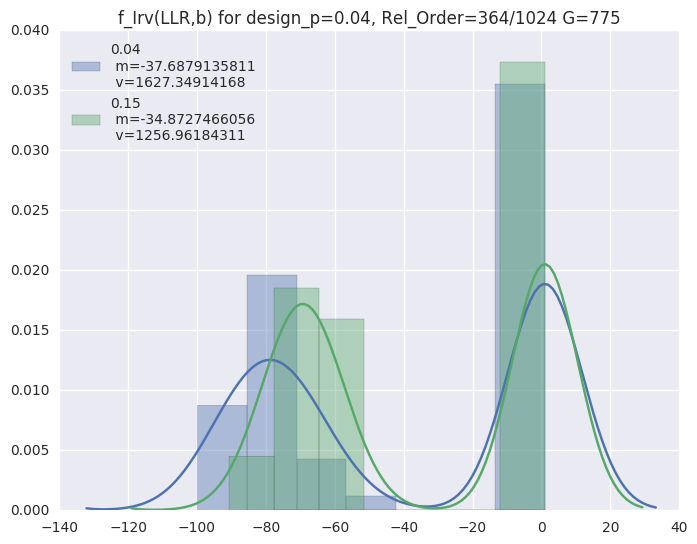 f_Irv(LLR,b) for design_p=0.04, Rel_Order=364/1024 G=775
0.040
0.035
0.030
0.025
0.020
0.015
0.010
0.005
0.000
0.04
m=-37.6879135811
v=1627.34914168
0.15
m=-34.8727466056
v=1256.96184311
−140 −120 −100 −80 −60 −40 −20 0 20 40